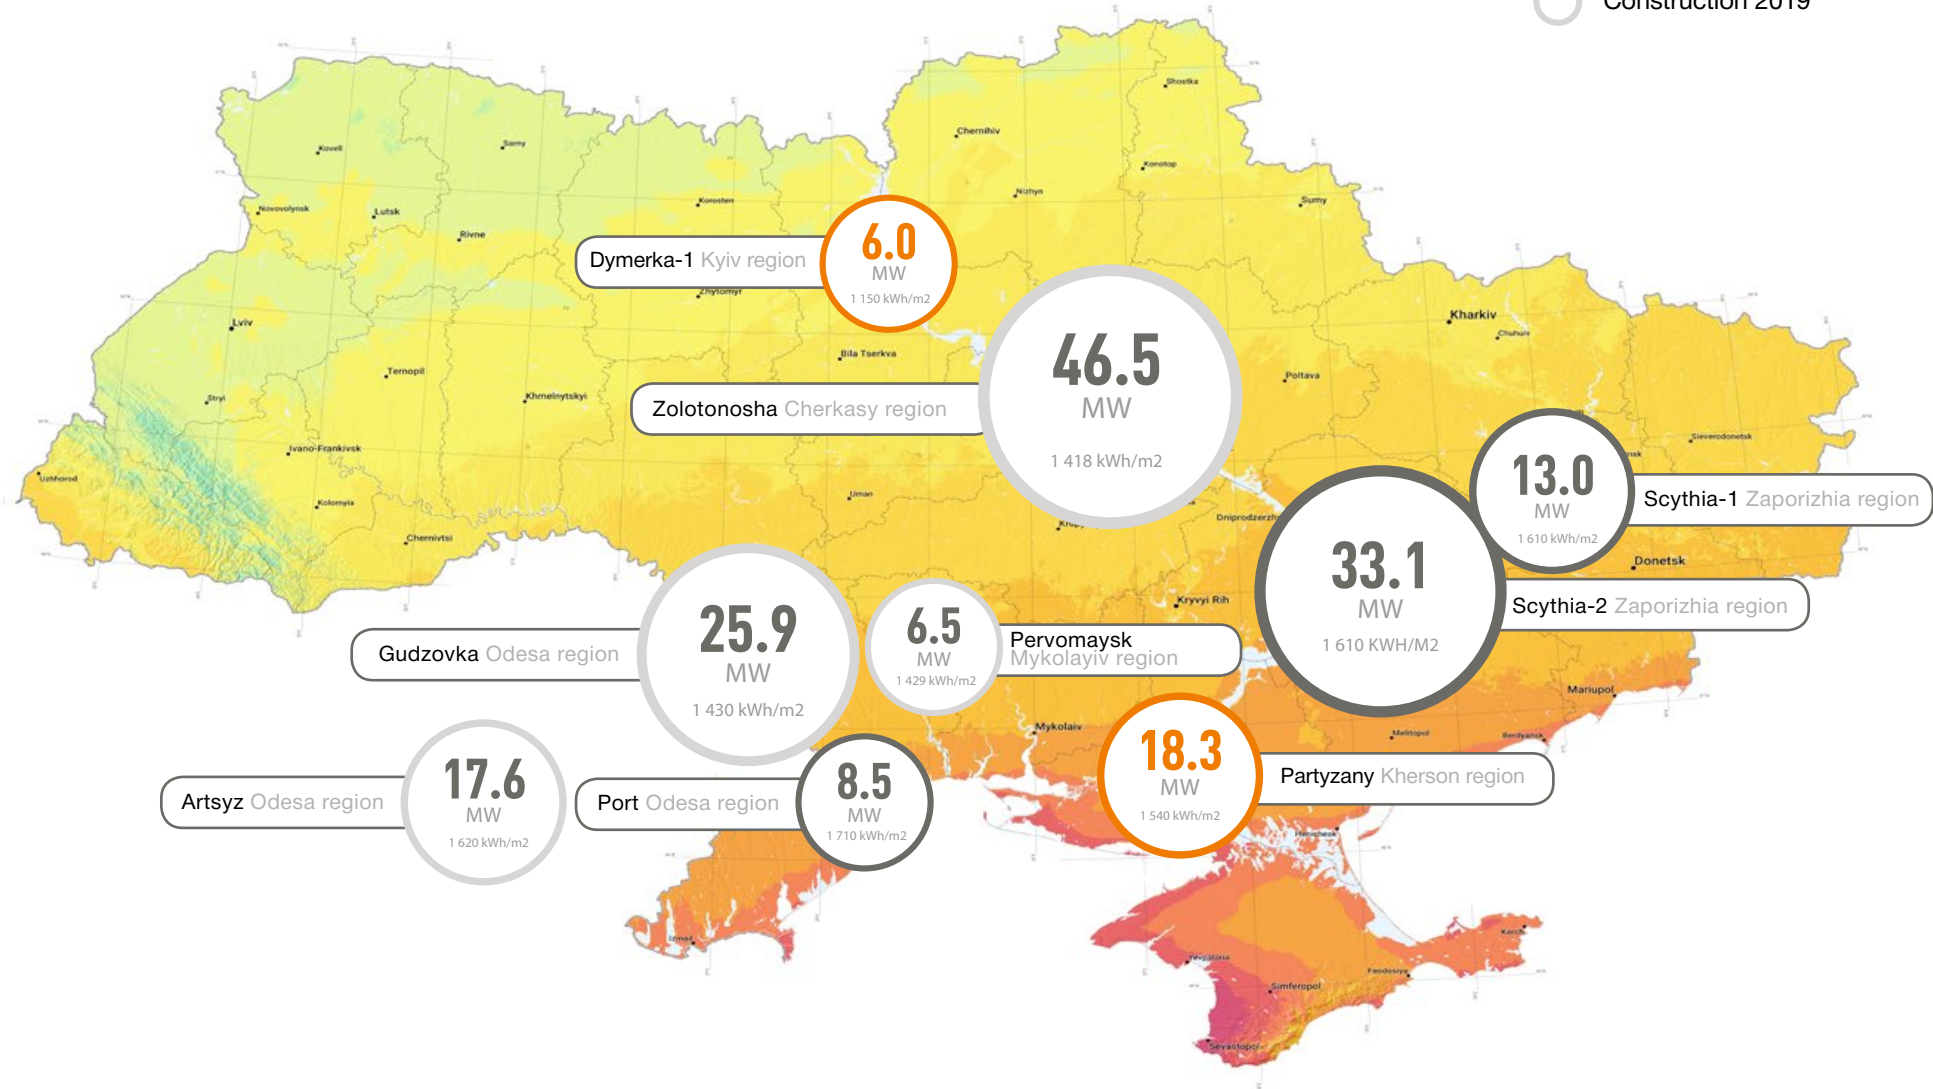 Construction 2019
Shostka
Chernihiv
Kovell
Sarny
Konotop
Nizhyn
Novovolynsk
Lutsk
Korosten
Sumy
Rivne
6.0
MW
1 150 kWh/m2
Dymerka-1 Kyiv region
Zhytomyr
Lviv
Kharkiv
Chuhuiv
46.5
MW
1 418 kWh/m2
Bila Tserkva
Ternopil
Poltava
Stryi
Khmelnytskyi
Zolotonosha Cherkasy region
Sieverodonetsk
Ivano-Frankivsk
nsk
13.0
MW
1 610 kWh/m2
Uzhhorod
Scythia-1 Zaporizhia region
Kolomyia
Uman
Dniprodzerzh
Krop
Chernivtsi
33.1
MW
1 610 KWH/M2
Donetsk
Kryvyi Rih
Scythia-2 Zaporizhia region
25.9
MW
1 430 kWh/m2
6.5
MW
1 429 kWh/m2
Pervomaysk
Mykolayiv region
Gudzovka Odesa region
Mariupol
Mykolaiv
Melitopol
Berdyansk
18.3
MW
1 540 kWh/m2
Partyzany Kherson region
17.6
MW
1 620 kWh/m2
Artsyz Odesa region
8.5
MW
1 710 kWh/m2
Port Odesa region
Henichesk
Izmail
Kerch
Yevpatoria
Feodosiya
Simferopol
Sevastopol